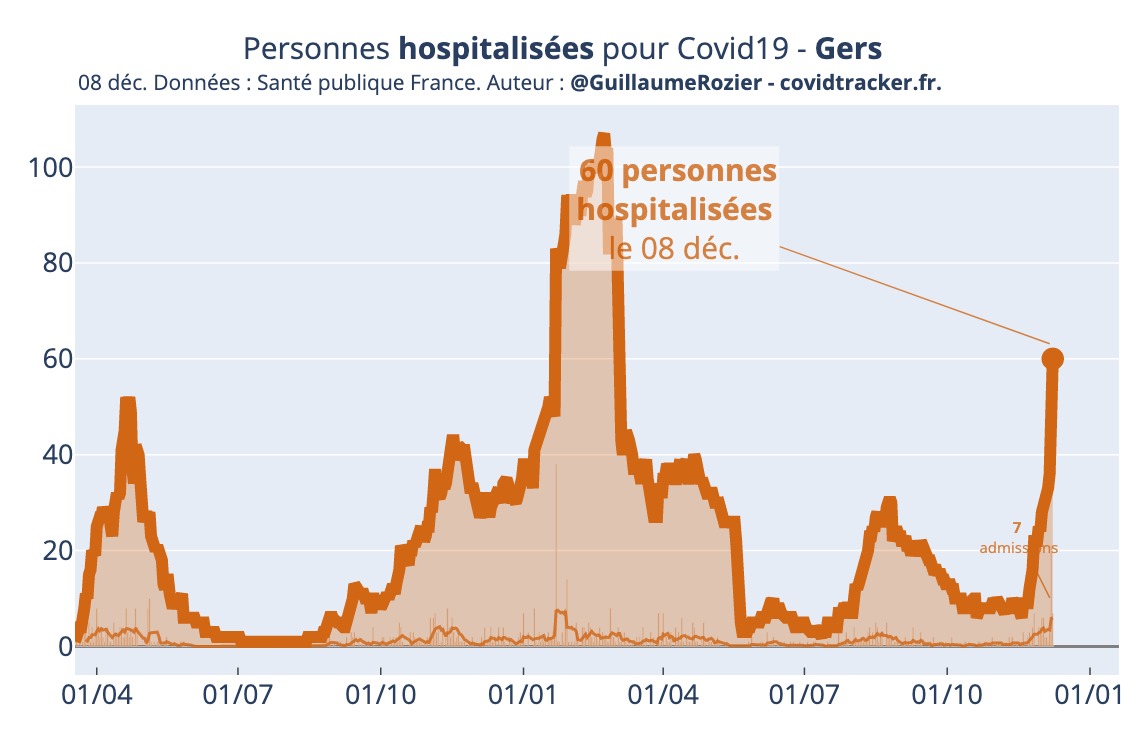 Personnes hospitalisées pour Covid19 - Gers
08 déc. Données : Santé publique France. Auteur : @GuillaumeRozier - covidtracker.fr.
100
60 personnes
hospitalisées
le 08 déc.
80
60
40
7
admissions
20
0
01/04 01/07 01/10 01/01 01/04 01/07 01/10 01/01